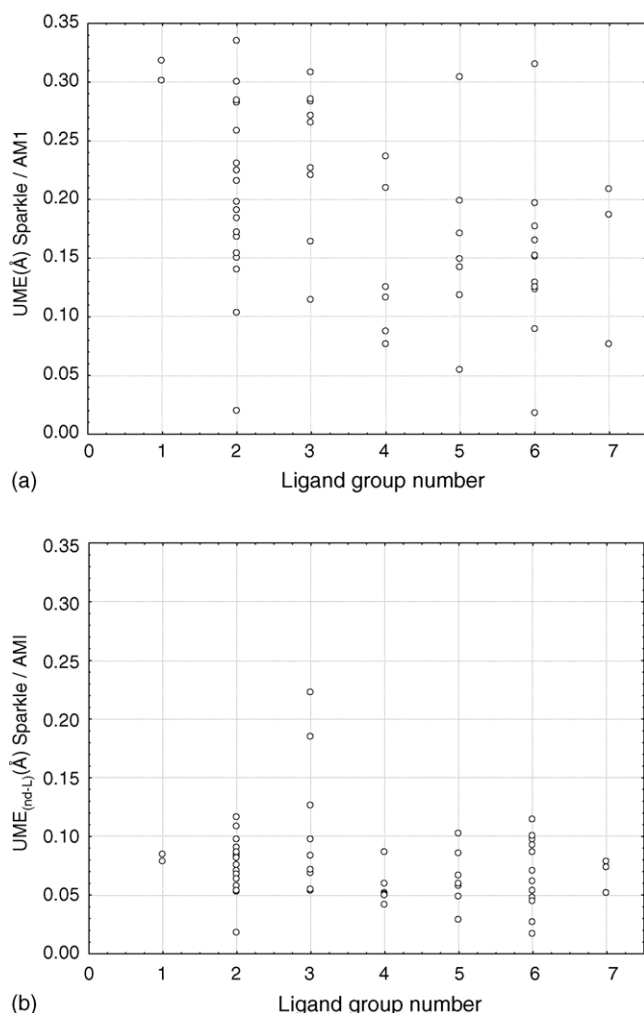 0.35
0.30
0.25
0.20
0.15
0.10
0.05
0.00
UME(Å) Sparkle / AM1
0 1 2 3 4 5 6 7
(a) Ligand group number
0.35
0.30
0.25
0.20
0.15
0.10
0.05
0.00
UME(nd-L)(Å) Sparkle / AMI
0 1 2 3 4 5 6 7
(b) Ligand group number